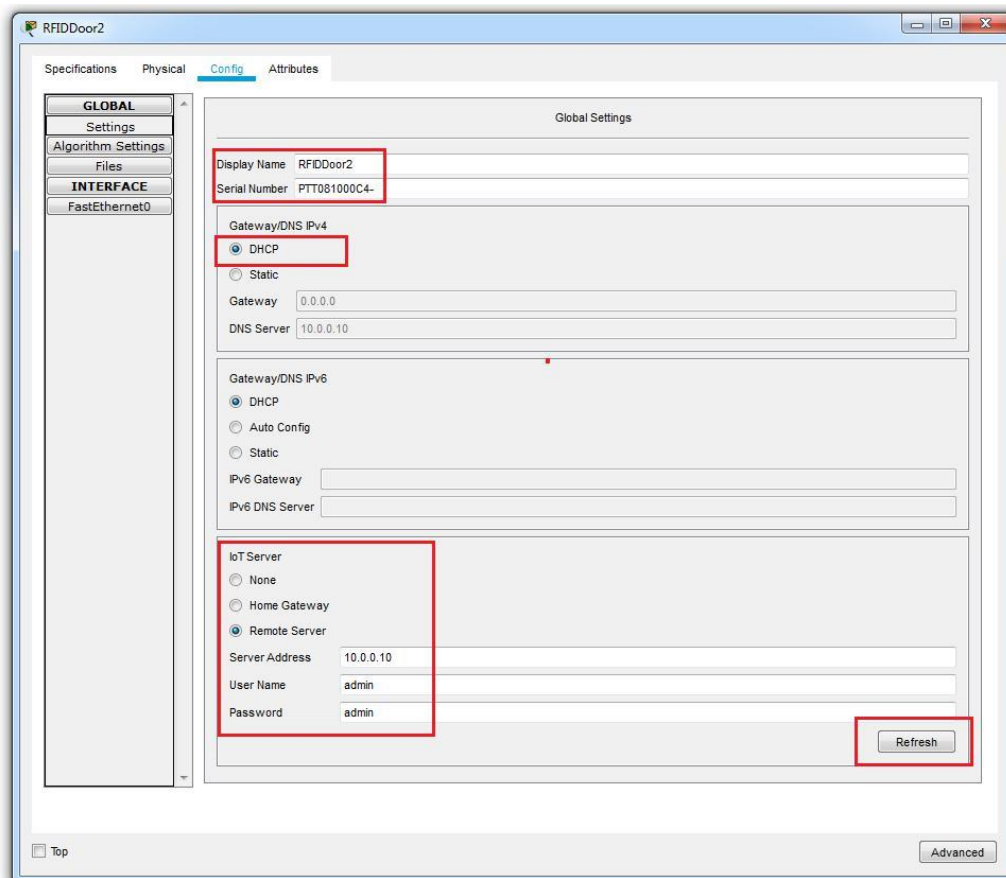 RFIDDoor2
Specifications Physical Config Attributes
GLOBAL
Settings
Algorithm Settings
Files
INTERFACE
FastEthernet0
Global Settings
Display Name RFIDDoor2
Serial Number PTT081000C4-
Gateway/DNS IPv4
DHCP
Static
Gateway 0.0.0.0
DNS Server 10.0.0.10
Gateway/DNS IPv6
DHCP
Auto Config
Static
IPv6 Gateway
IPv6 DNS Server
IoT Server
None
Home Gateway
Remote Server
Server Address 10.0.0.10
User Name admin
Password admin
Refresh
Top
Advanced